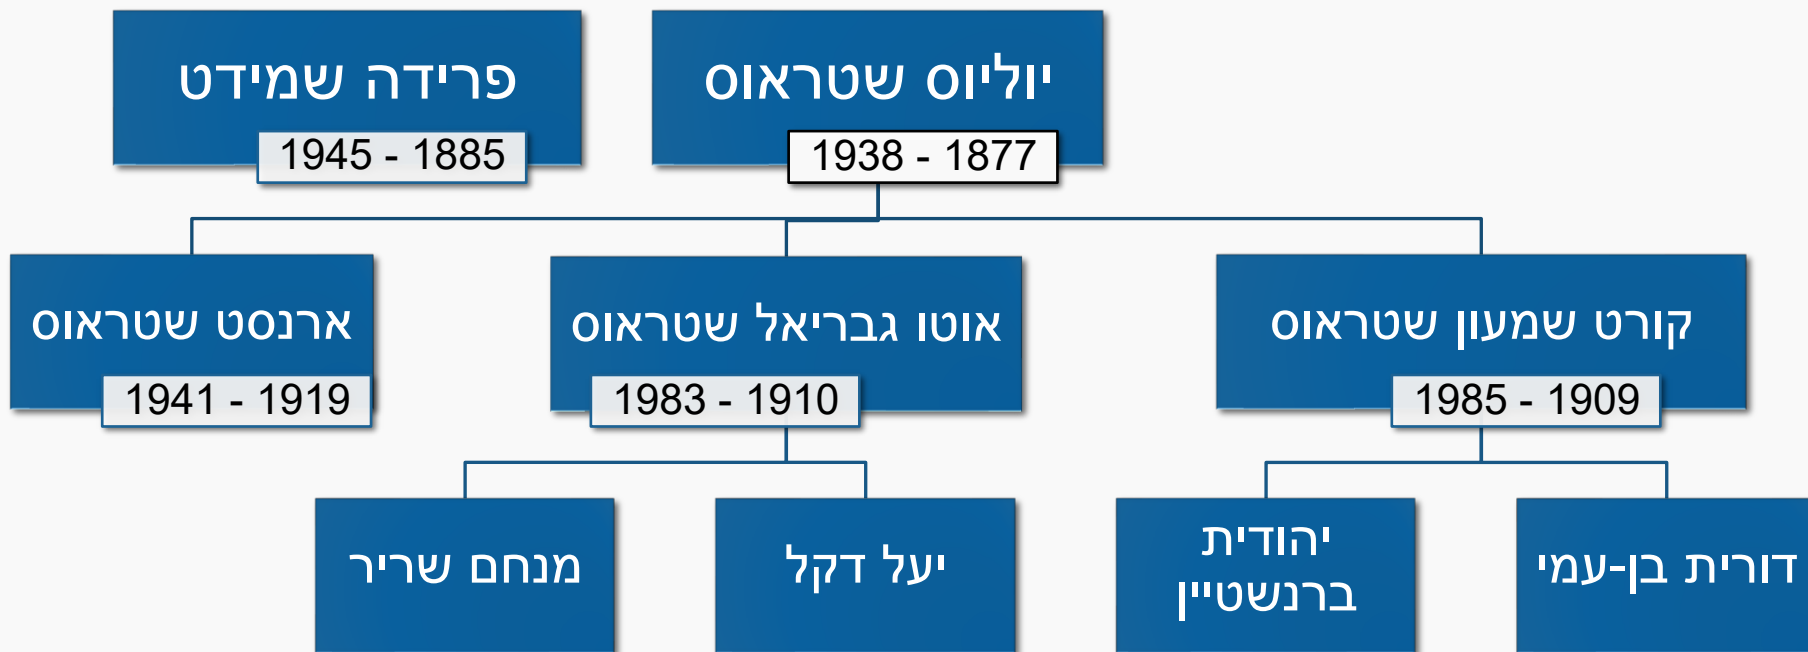 יוליוס שטראוס
1938 - 1877
פרידה שמידט
1945 - 1885
קורט שמעון שטראוס
1985 - 1909
אוטו גבריאל שטראוס
1983 - 1910
ארנסט שטראוס
1941 - 1919
דורית בן-עמי
יהודית
ברנשטיין
יעל דקל
מנחם שריר